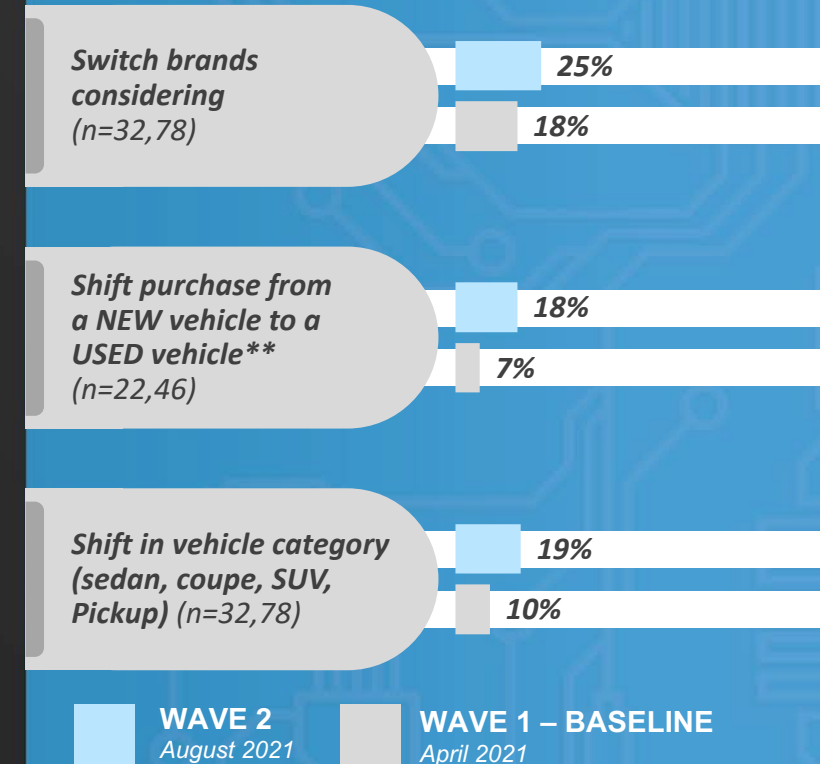 Switch brands
considering
(n=32,78)
25%
18%
Shift purchase from
a NEW vehicle to a
USED vehicle**
(n=22,46)
18%
7%
Shift in vehicle category
(sedan, coupe, SUV,
Pickup) (n=32,78)
19%
10%
WAVE 2
August 2021
WAVE 1 – BASELINE
April 2021